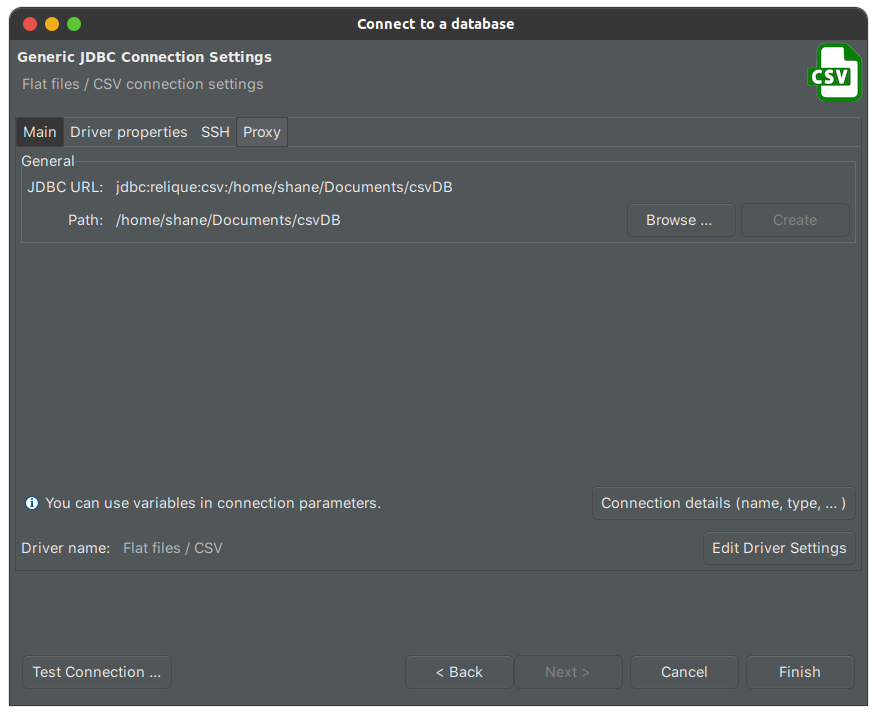 Connect to a database
Generic JDBC Connection Settings
Flat files / CSV connection settings
CSV
Main Driver properties SSH Proxy
General
JDBC URL: jdbc:relique:csv:/home/shane/Documents/csvDB
Path: /home/shane/Documents/csvDB Browse ... Create
You can use variables in connection parameters. Connection details (name, type, ... )
Driver name: Flat files / CSV Edit Driver Settings
Test Connection ... < Back Next > Cancel Finish